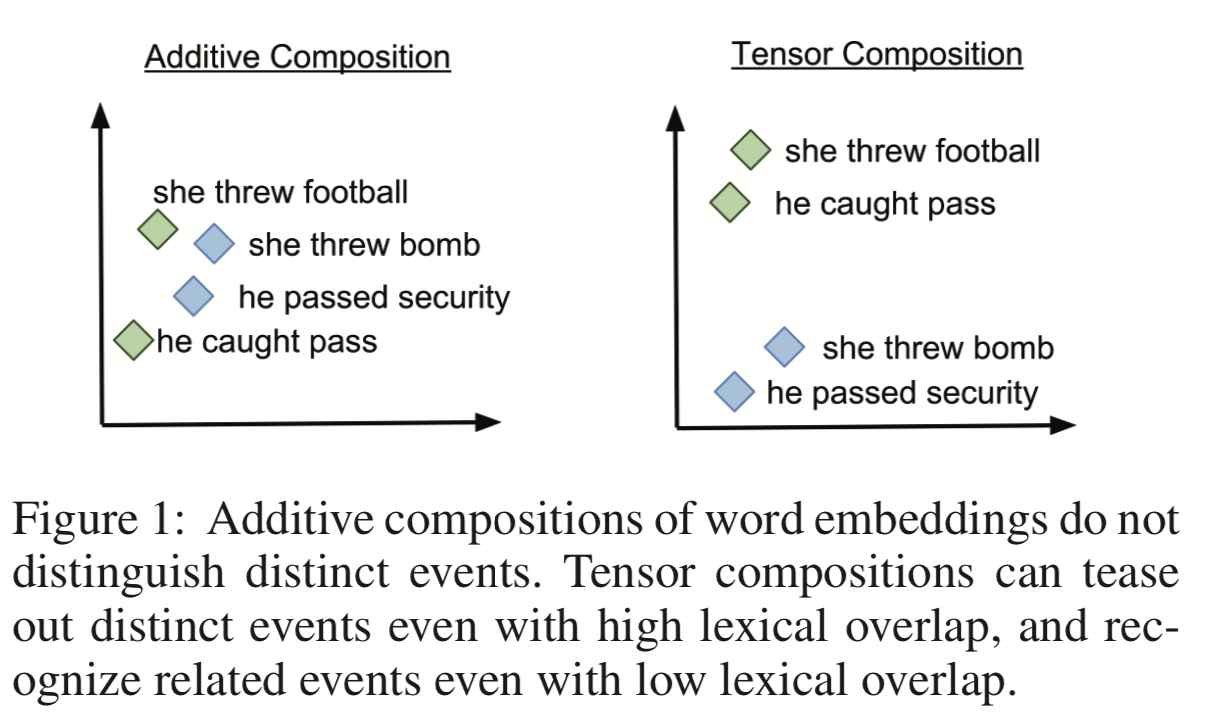 Additive Composition
she threw football
she threw bomb
he passed security
he caught pass
Tensor Composition
she threw football
he caught pass
she threw bomb
he passed security
Figure 1: Additive compositions of word embeddings do not
distinguish distinct events. Tensor compositions can tease
out distinct events even with high lexical overlap, and rec-
ognize related events even with low lexical overlap.